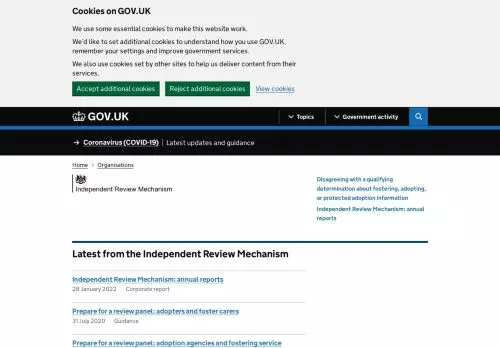 Cookies on GOV.UK
We use some essential cookies to make this website work.
We'd like to set additional cookies to understand how you use GOV.UK,
remember your settings and improve government services.
We also use cookies set by other sites to help us deliver content from their
services.
Accept additional cookies Reject additional cookies View cookies
GOV.UK Topics Government activity
→ Coronavirus (COVID-19) Latest updates and guidance
Home > Organisations
Independent Review Mechanism
Disagreeing with a qualifying
determination about fostering, adopting,
or protected adoption information
Independent Review Mechanism: annual
reports
Latest from the Independent Review Mechanism
Independent Review Mechanism: annual reports
28 January 2022 Corporate report
Prepare for a review panel: adopters and foster carers
31 July 2020 Guidance
Prepare for a review panel: adoption agencies and fostering service